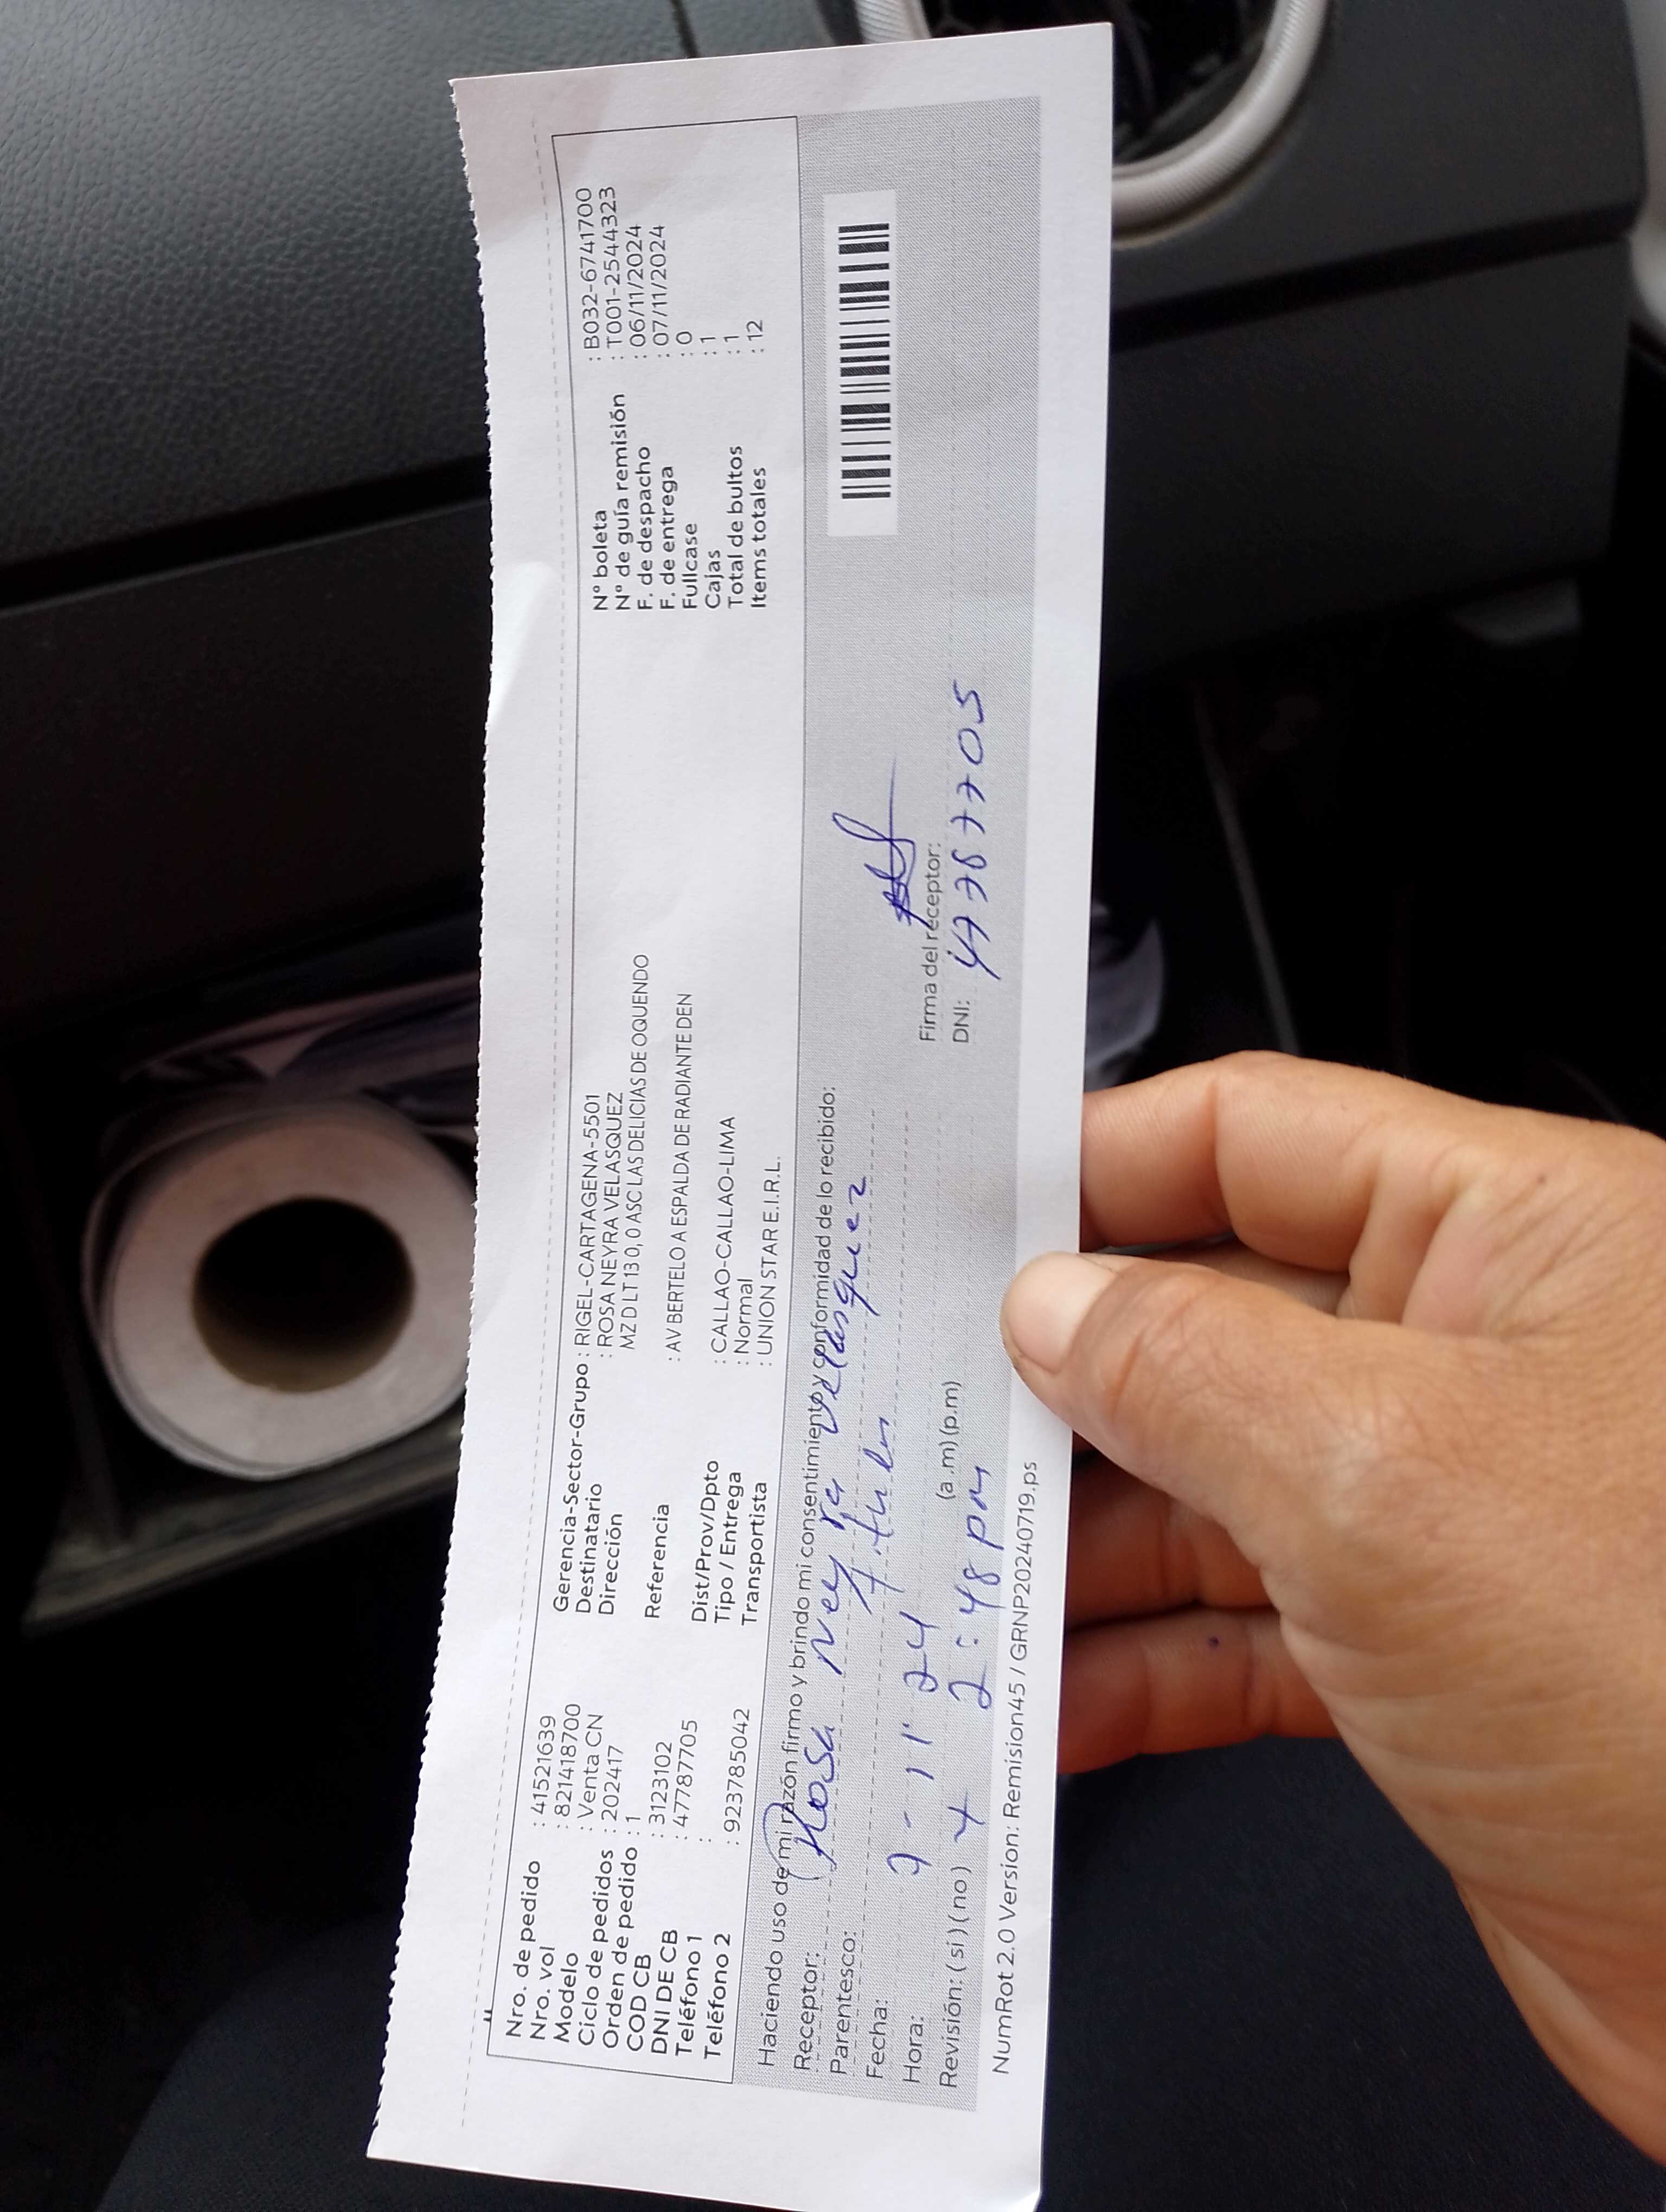 Nro. de pedido : 41521639
Nro. vol : 821418700
Modelo : Venta CN
Ciclo de pedidos : 202417
Orden de pedido : 1
COD CB : 3123102
DNI DE CB : 47787705
Teléfono 1 :
Teléfono 2 : 923785042
Gerencia-Sector-Grupo : RIGEL-CARTAGENA-5501
Destinatario : ROSA NEYRA VELASQUEZ
Dirección MZ D LT 13 0, 0 ASC LAS DELICIAS DE OQUENDO
Referencia : AV BERTELO A ESPALDA DE RADIANTE DEN
Dist/Prov/Dpto : CALLAO-CALLAO-LIMA
Tipo / Entrega : Normal
Transportista : UNION STAR E.I.R.L.
N° boleta : B032-6741700
N° de guía remisión : T001-2544323
F. de despacho : 06/11/2024
F. de entrega : 07/11/2024
Fullcase : 0
Cajas : 1
Total de bultos : 1
Items totales : 12
Haciendo uso de mi razón firmo y brindo mi consentimiento y conformidad de lo recibido:
Receptor: Rosa neyra velasquez
Parentesco: titular
Fecha: 7 - 11 24
Hora: 2:48 pm (a.m) (p.m)
Revisión: ( si ) ( no )
Firma del receptor:
DNI: 47787705
NumRot 2.0 Version: Remision45 / GRNP20240719.ps